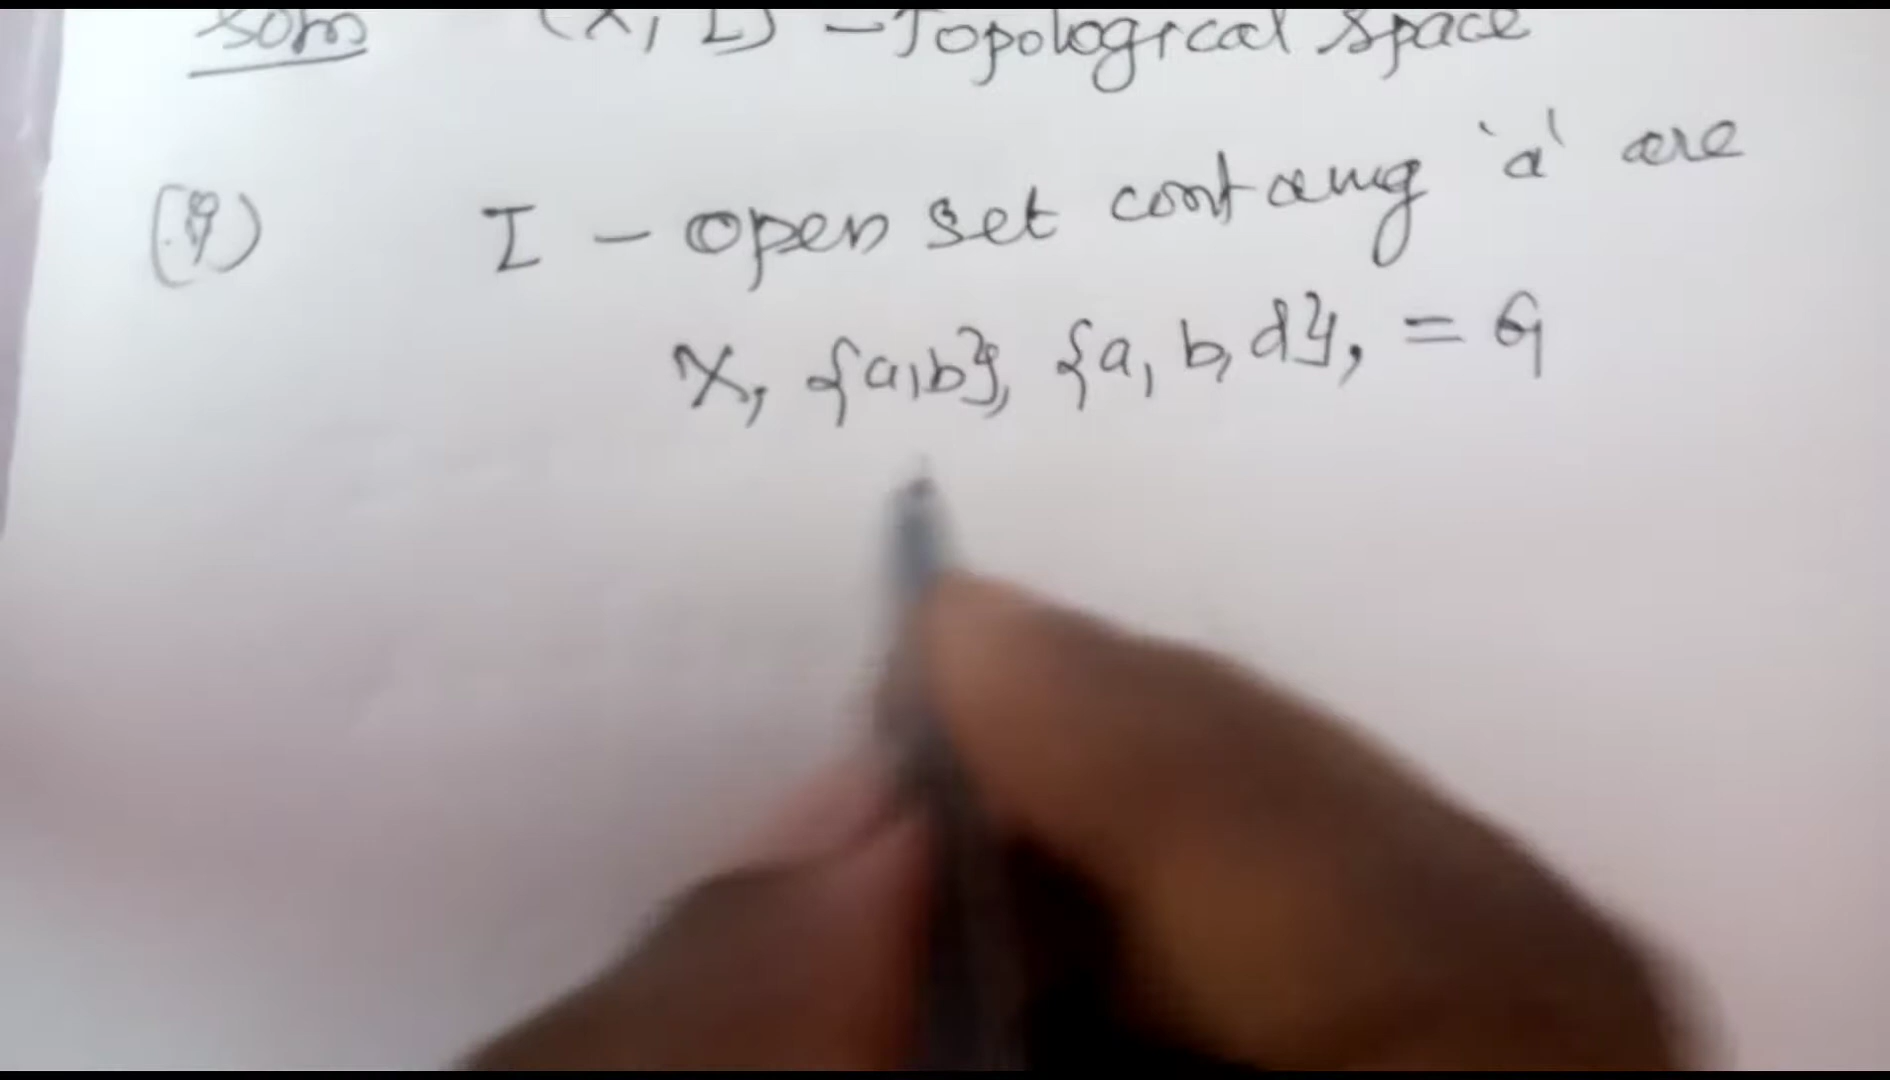 Soln (X, I) - Topological space
(i) I - open set containg 'a' are
X, {a,b}, {a, b, d}, = G